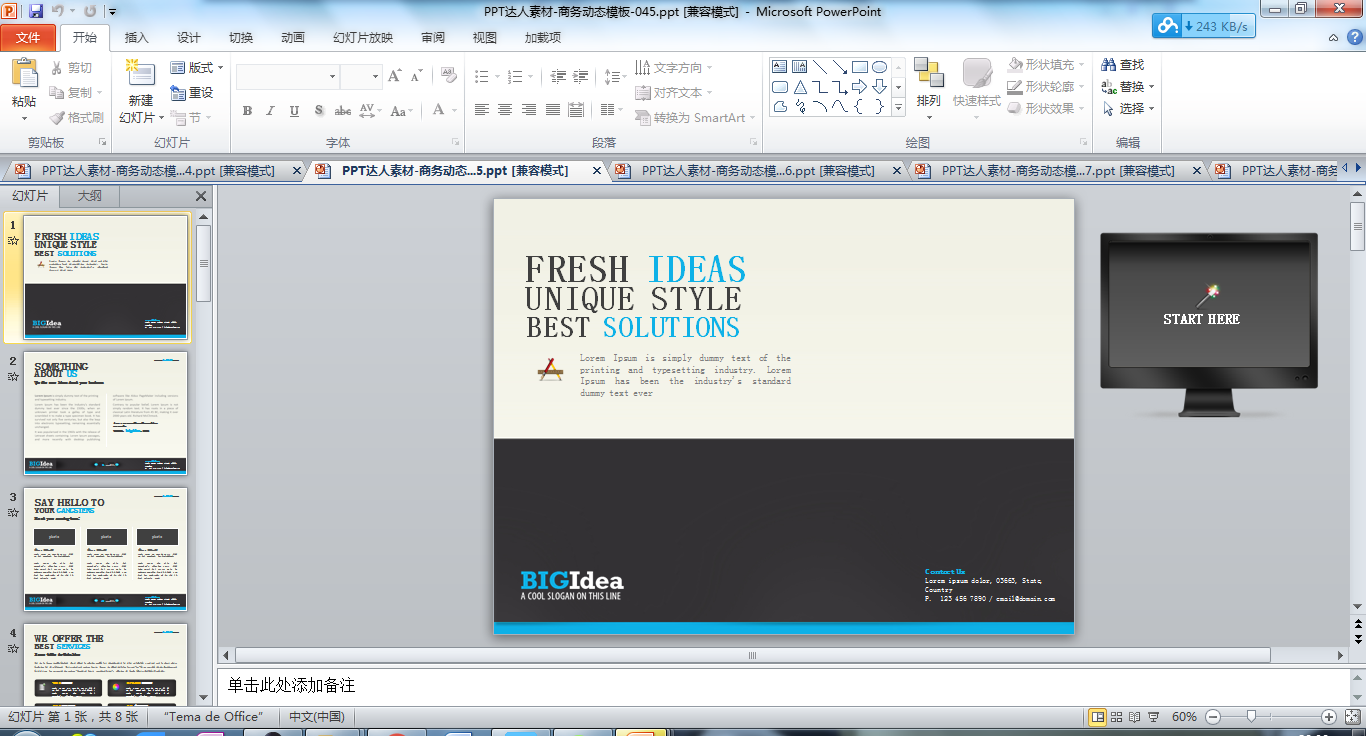 PPT达人素材-商务动态模板-045.ppt [兼容模式] - Microsoft PowerPoint
243 KB/s
文件
开始
插入
设计
切换
动画
幻灯片放映
审阅
视图
加载项
粘贴
剪切
复制
格式刷
剪贴板
新建
幻灯片
版式
重设
节
幻灯片
字体
文字方向
对齐文本
转换为 SmartArt
段落
排列
快速样式
形状填充
形状轮廓
形状效果
绘图
查找
替换
选择
编辑
PPT达人素材-商务动态模...4.ppt [兼容模式]
PPT达人素材-商务动态...5.ppt [兼容模式]
PPT达人素材-商务动态模...6.ppt [兼容模式]
PPT达人素材-商务动态模...7.ppt [兼容模式]
PPT达人素材-商务
幻灯片
大纲
1
FRESH IDEAS
UNIQUE STYLE
BEST SOLUTIONS
BIGIdea
2
SOMETHING
ABOUT US
BIGIdea
3
SAY HELLO TO
YOUR GANGSTERS
photo
photo
photo
BIGIdea
4
WE OFFER THE
BEST SERVICES
FRESH IDEAS
UNIQUE STYLE
BEST SOLUTIONS
Lorem Ipsum is simply dummy text of the
printing and typesetting industry. Lorem
Ipsum has been the industry's standard
dummy text ever
BIGIdea
A COOL SLOGAN ON THIS LINE
Contact Us
Lorem ipsum dolor, 03663, State,
Country
P. 123 456 7890 / email@domain.com
START HERE
单击此处添加备注
幻灯片 第 1 张，共 8 张
"Tema de Office"
中文(中国)
60%